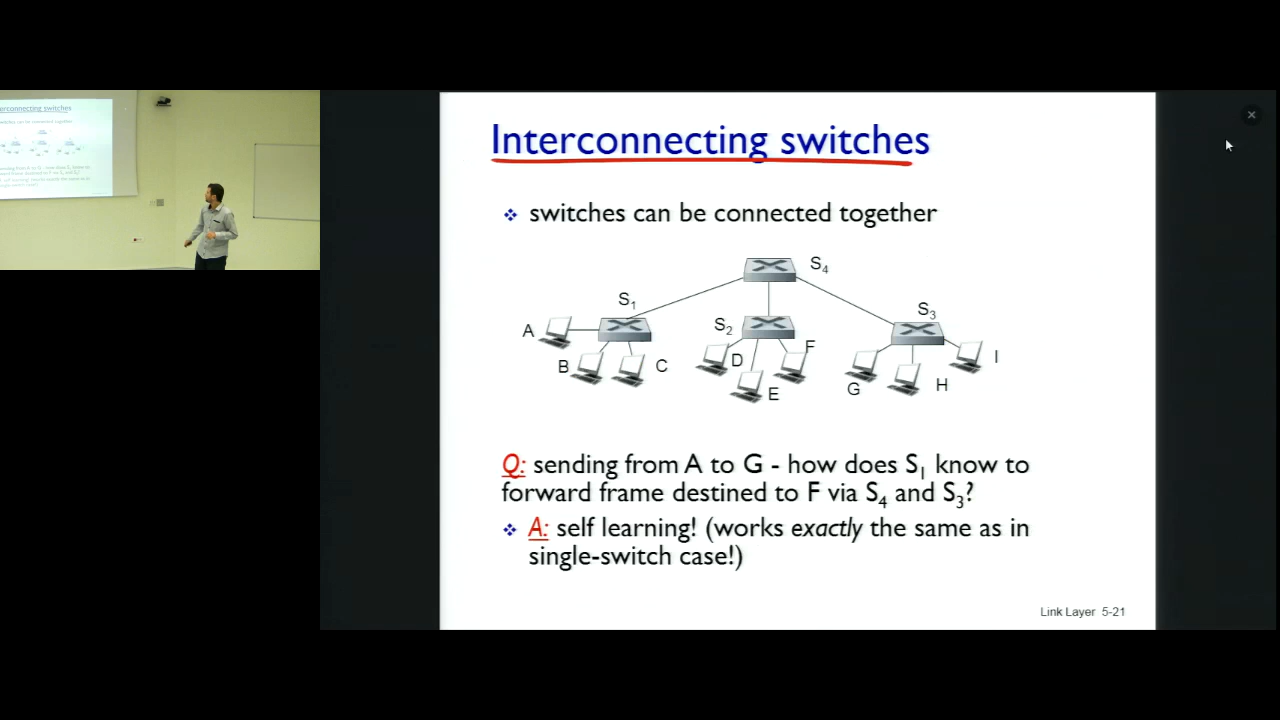 Interconnecting switches
❖ switches can be connected together
S4
S1
S3
A
S2
F
I
B
C
D
G
H
E
Q: sending from A to G - how does S1 know to
forward frame destined to F via S4 and S3?
❖ A: self learning! (works exactly the same as in
single-switch case!)
Link Layer 5-21